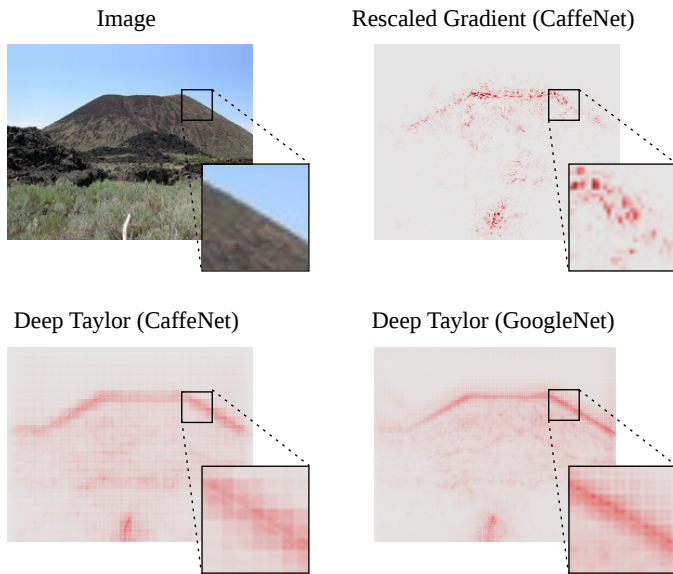 Image
Rescaled Gradient (CaffeNet)
Deep Taylor (CaffeNet)
Deep Taylor (GoogleNet)